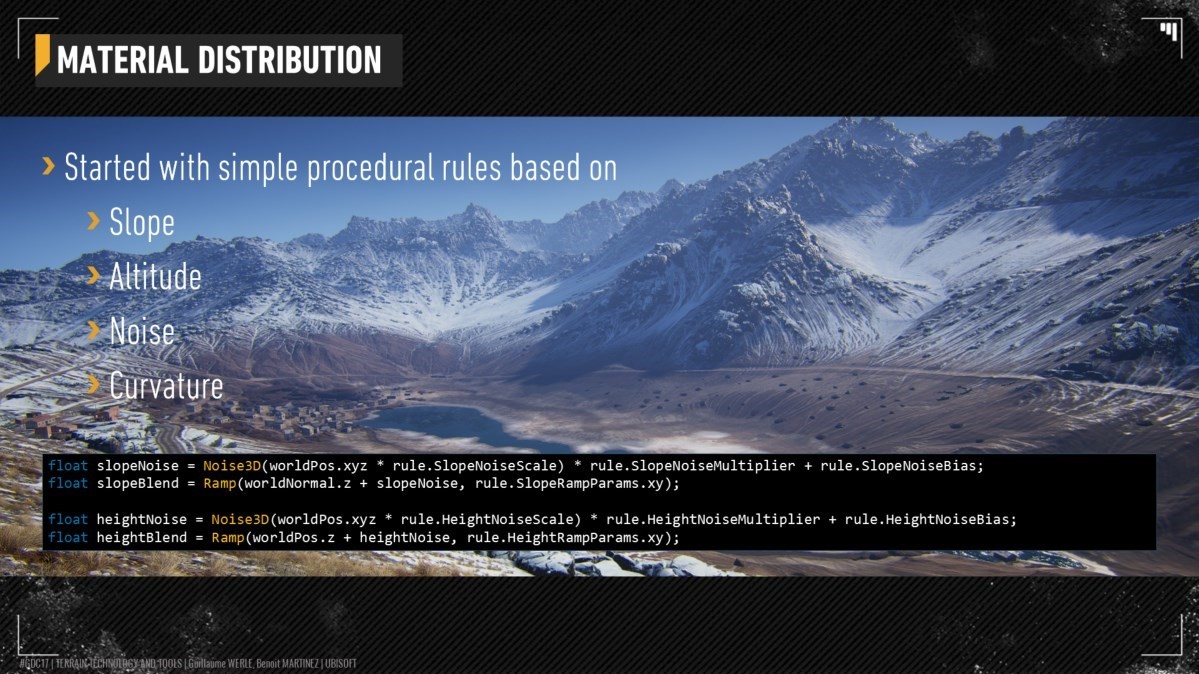 MATERIAL DISTRIBUTION
Started with simple procedural rules based on
Slope
Altitude
Noise
Curvature
float slopeNoise = Noise3D(worldPos.xyz * rule.SlopeNoiseScale) * rule.SlopeNoiseMultiplier + rule.SlopeNoiseBias;
float slopeBlend = Ramp(worldNormal.z + slopeNoise, rule.SlopeRampParams.xy);
float heightNoise = Noise3D(worldPos.xyz * rule.HeightNoiseScale) * rule.HeightNoiseMultiplier + rule.HeightNoiseBias;
float heightBlend = Ramp(worldPos.z + heightNoise, rule.HeightRampParams.xy);
#GDC17 | TERRAIN TECHNOLOGY AND TOOLS | Guillaume WERLE, Benoit MARTINEZ | UBISOFT